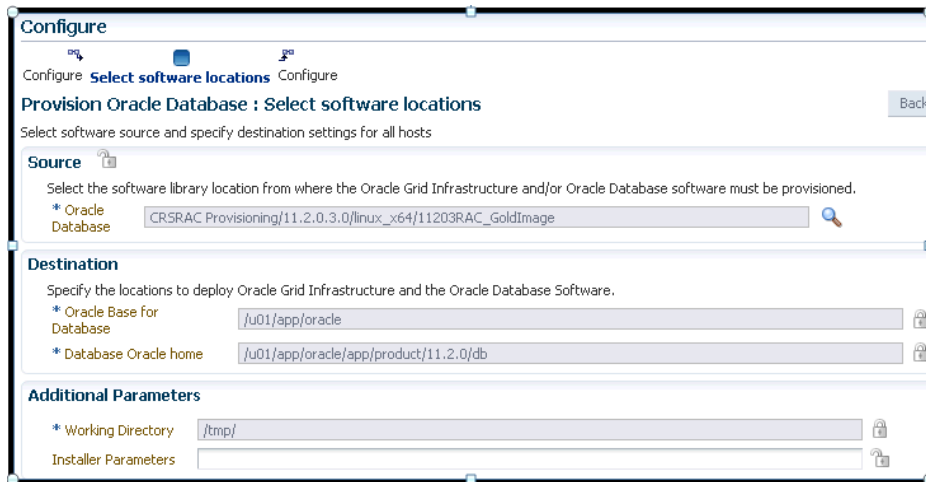 Configure
Configure Select software locations Configure
Provision Oracle Database : Select software locations
Back
Select software source and specify destination settings for all hosts
Source
Select the software library location from where the Oracle Grid Infrastructure and/or Oracle Database software must be provisioned.
* Oracle Database
CRSRAC Provisioning/11.2.0.3.0/linux_x64/11203RAC_GoldImage
Destination
Specify the locations to deploy Oracle Grid Infrastructure and the Oracle Database Software.
* Oracle Base for Database
/u01/app/oracle
* Database Oracle home /u01/app/oracle/app/product/11.2.0/db
Additional Parameters
* Working Directory /tmp/
Installer Parameters